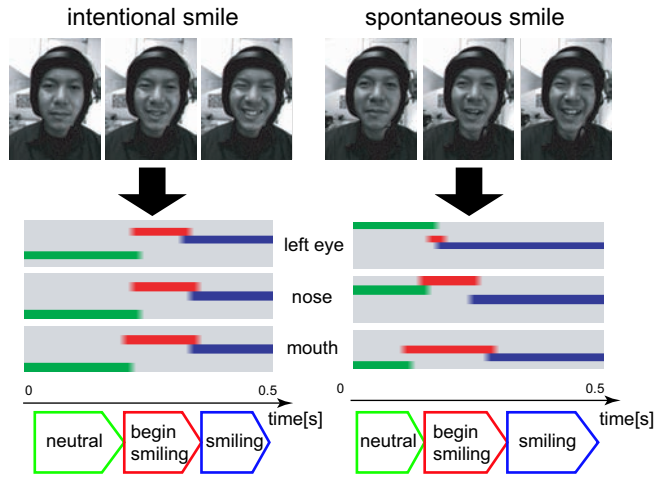 intentional smile
spontaneous smile
left eye
nose
mouth
0
0.5
time[s]
0
0.5
time[s]
neutral
begin
smiling
smiling
neutral
begin
smiling
smiling